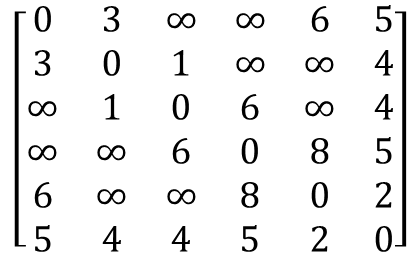 0 3 ∞ ∞ 6 5
3 0 1 ∞ ∞ 4
∞ 1 0 6 ∞ 4
∞ ∞ 6 0 8 5
6 ∞ ∞ 8 0 2
5 4 4 5 2 0